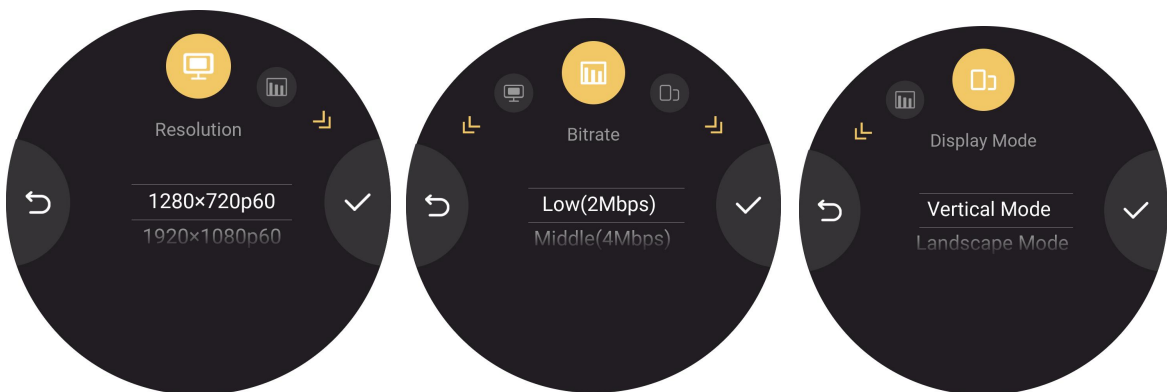 Resolution
1280×720p60
1920×1080p60
Bitrate
Low(2Mbps)
Middle(4Mbps)
Display Mode
Vertical Mode
Landscape Mode